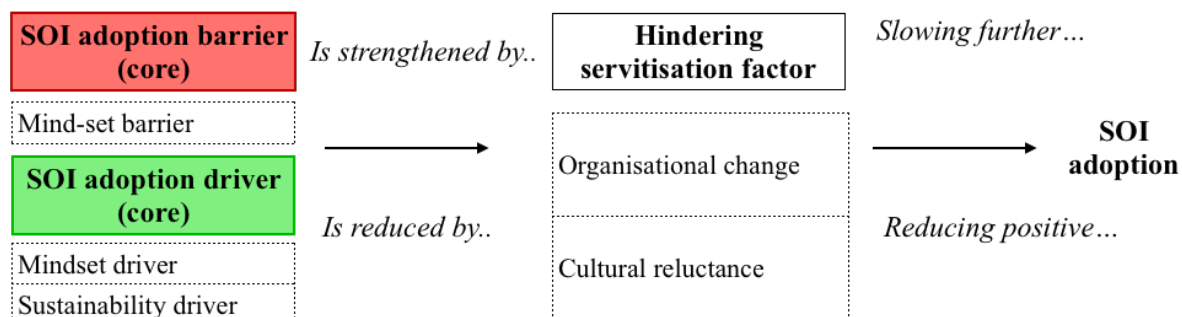 SOI adoption barrier
(core)
Mind-set barrier
SOI adoption driver
(core)
Mindset driver
Sustainability driver
Is strengthened by..
Is reduced by..
Hindering
servitisation factor
Organisational change
Cultural reluctance
Slowing further…
SOI
adoption
Reducing positive…